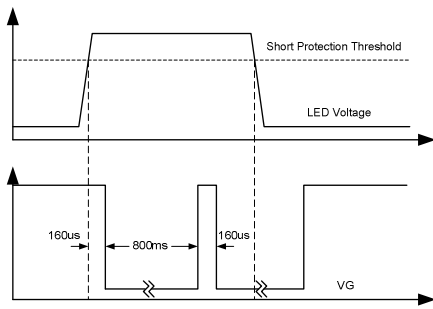 Short Protection Threshold
LED Voltage
160us
800ms
160us
VG